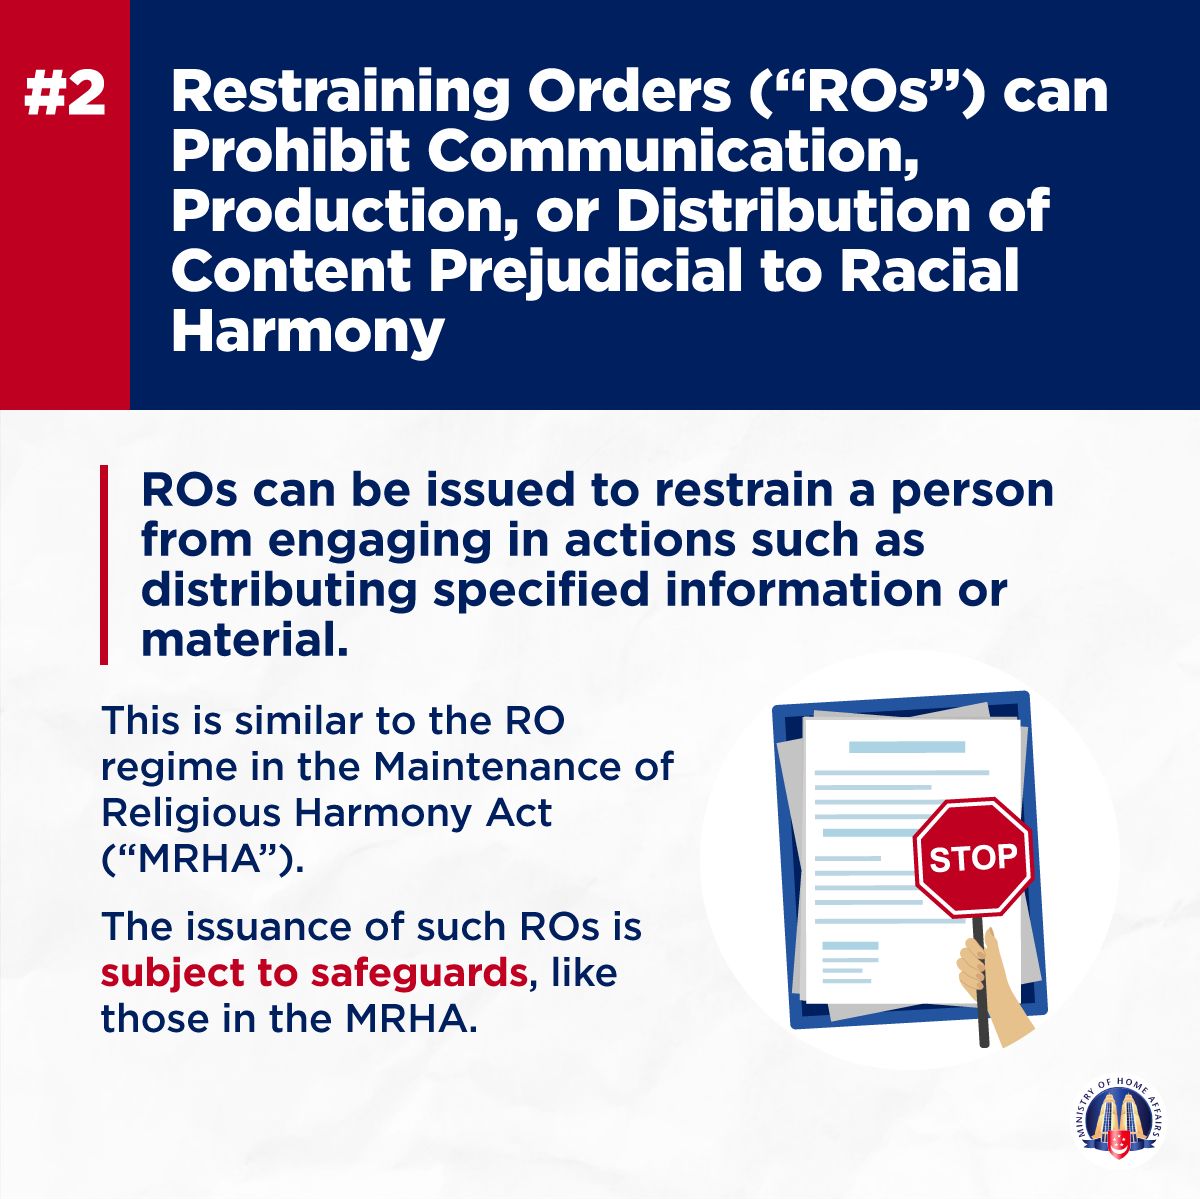 #2
Restraining Orders (“ROs”) can
Prohibit Communication,
Production, or Distribution of
Content Prejudicial to Racial
Harmony
ROs can be issued to restrain a person
from engaging in actions such as
distributing specified information or
material.
This is similar to the RO
regime in the Maintenance of
Religious Harmony Act
(“MRHA”).
The issuance of such ROs is
subject to safeguards, like
those in the MRHA.
STOP
MINISTRY OF HOME AFFAIRS